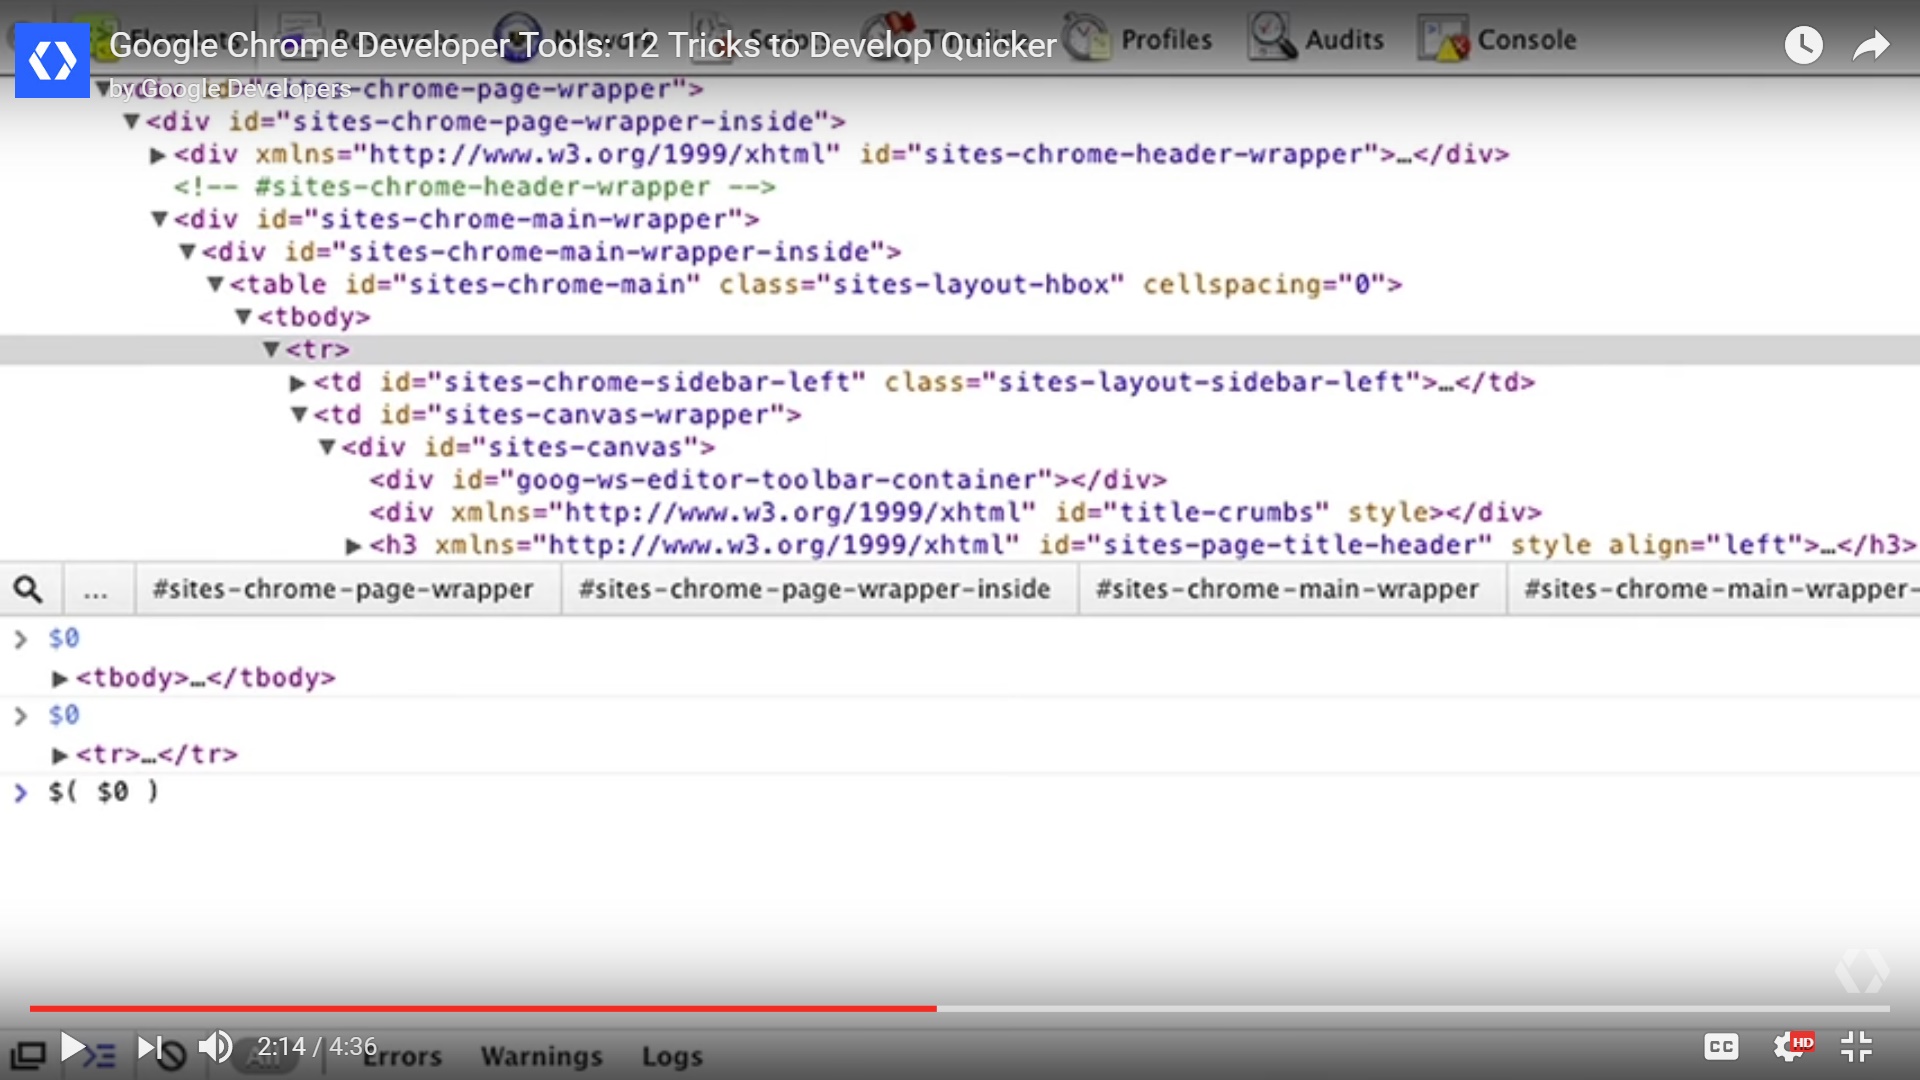 Google Chrome Developer Tools: 12 Tricks to Develop Quicker
Profiles
Audits
Console
by Google Developers
-chrome-page-wrapper">
▼<div id="sites-chrome-page-wrapper-inside">
▶<div xmlns="http://www.w3.org/1999/xhtml" id="sites-chrome-header-wrapper">…</div>
<!-- #sites-chrome-header-wrapper -->
▼<div id="sites-chrome-main-wrapper">
▼<div id="sites-chrome-main-wrapper-inside">
▼<table id="sites-chrome-main" class="sites-layout-hbox" cellspacing="0">
▼<tbody>
▼<tr>
▶<td id="sites-chrome-sidebar-left" class="sites-layout-sidebar-left">…</td>
▼<td id="sites-canvas-wrapper">
▼<div id="sites-canvas">
<div id="goog-ws-editor-toolbar-container"></div>
<div xmlns="http://www.w3.org/1999/xhtml" id="title-crumbs" style></div>
▶<h3 xmlns="http://www.w3.org/1999/xhtml" id="sites-page-title-header" style align="left">…</h3>
... #sites-chrome-page-wrapper #sites-chrome-page-wrapper-inside #sites-chrome-main-wrapper #sites-chrome-main-wrapper-
> $0
▶<tbody>…</tbody>
> $0
▶<tr>…</tr>
> $( $0 )
2:14 / 4:36
Errors
Warnings
Logs
CC
HD